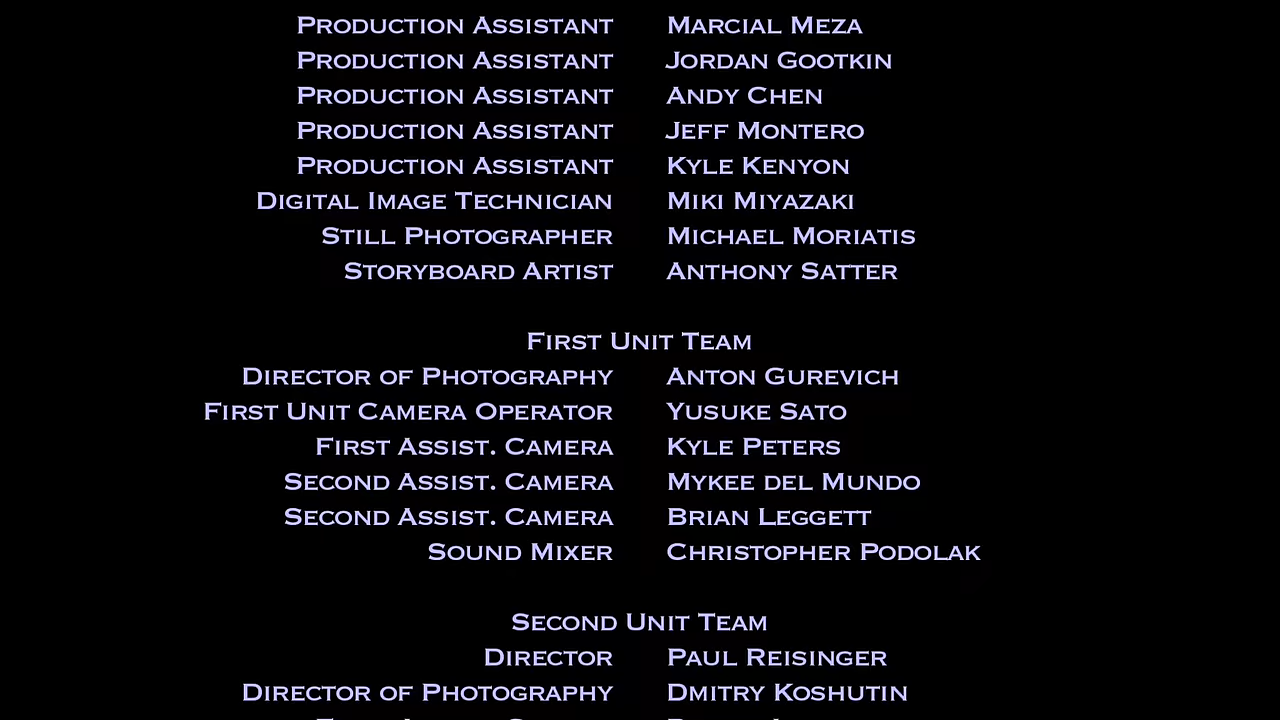 Production Assistant Marcial Meza
Production Assistant Jordan Gootkin
Production Assistant Andy Chen
Production Assistant Jeff Montero
Production Assistant Kyle Kenyon
Digital Image Technician Miki Miyazaki
Still Photographer Michael Moriatis
Storyboard Artist Anthony Satter
First Unit Team
Director of Photography Anton Gurevich
First Unit Camera Operator Yusuke Sato
First Assist. Camera Kyle Peters
Second Assist. Camera Mykee del Mundo
Second Assist. Camera Brian Leggett
Sound Mixer Christopher Podolak
Second Unit Team
Director Paul Reisinger
Director of Photography Dmitry Koshutin